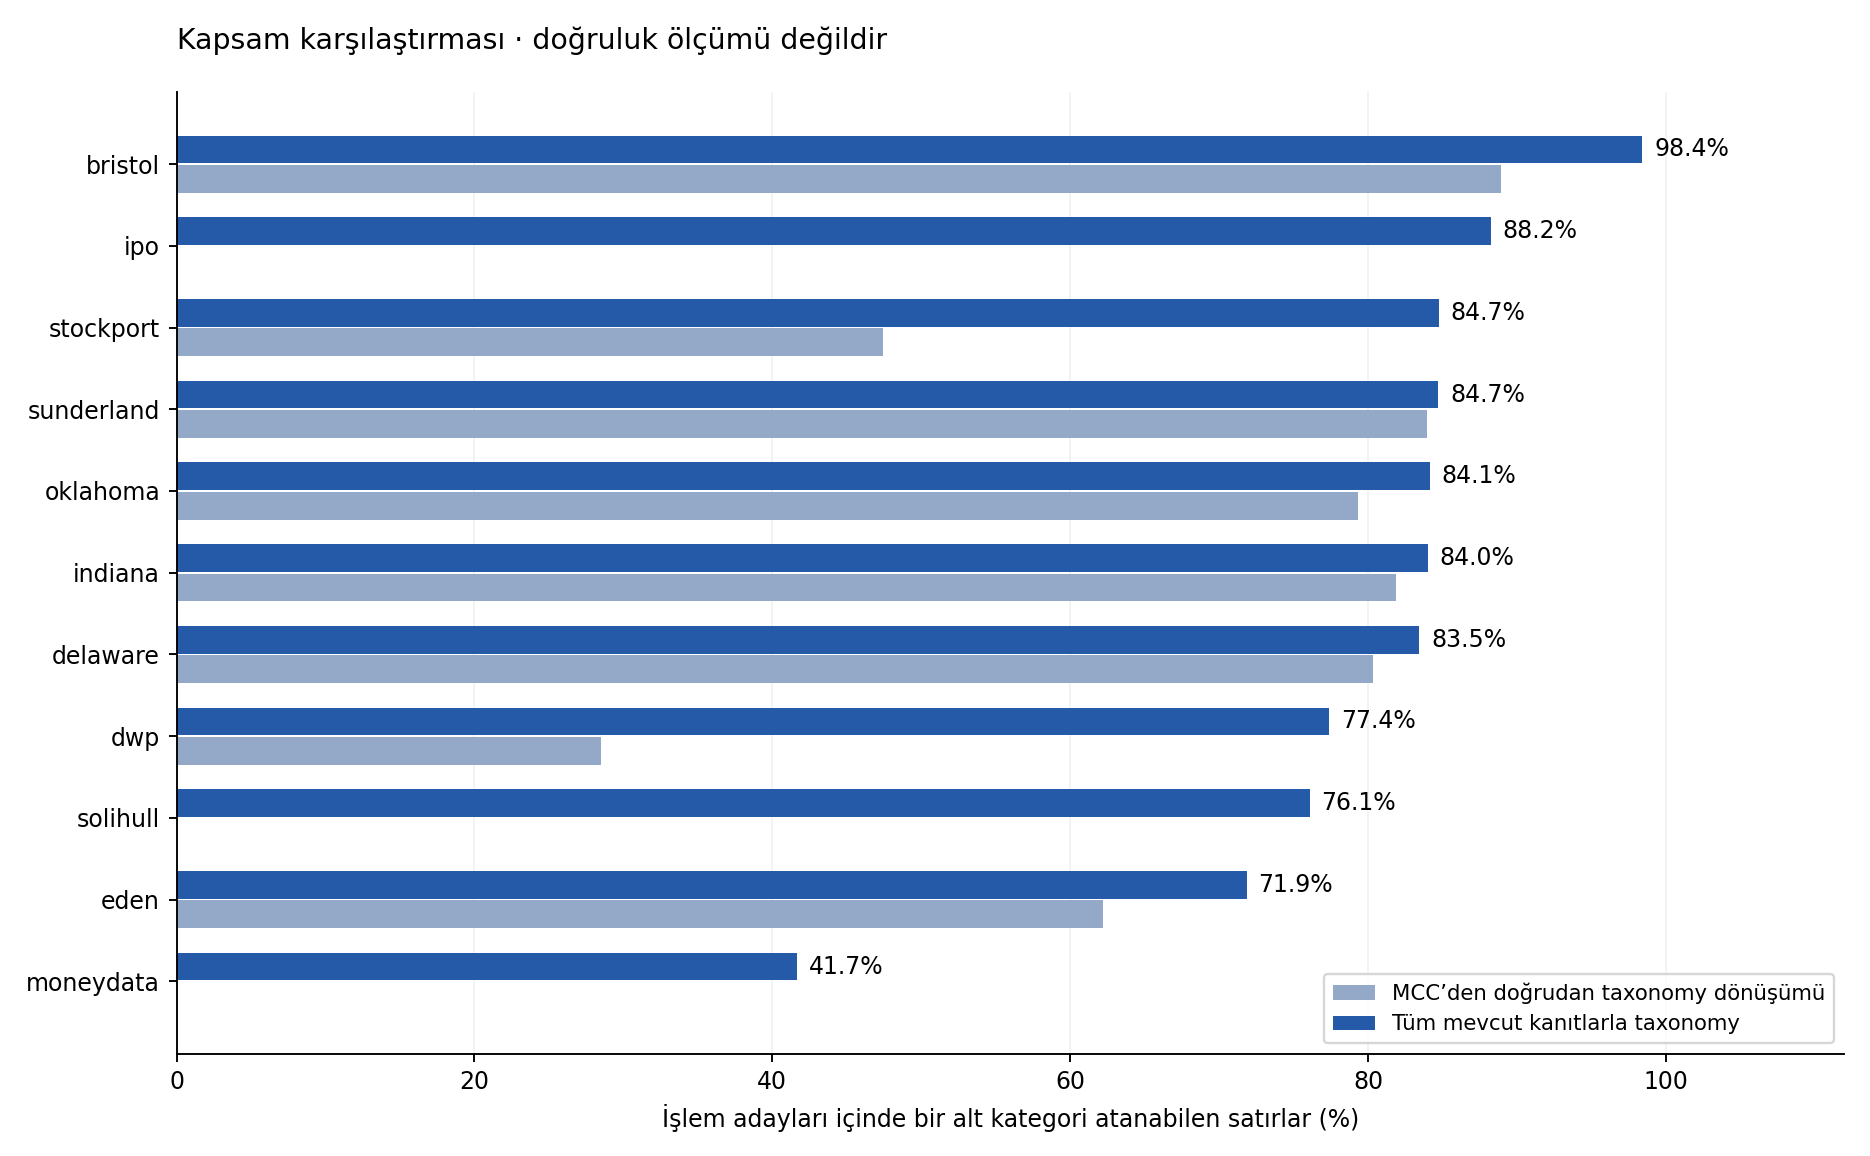 Kapsam karşılaştırması · doğruluk ölçümü değildir
bristol
98.4%
ipo
88.2%
stockport
84.7%
sunderland
84.7%
oklahoma
84.1%
indiana
84.0%
delaware
83.5%
dwp
77.4%
solihull
76.1%
eden
71.9%
moneydata
41.7%
MCC’den doğrudan taxonomy dönüşümü
Tüm mevcut kanıtlarla taxonomy
0 20 40 60 80 100
İşlem adayları içinde bir alt kategori atanabilen satırlar (%)